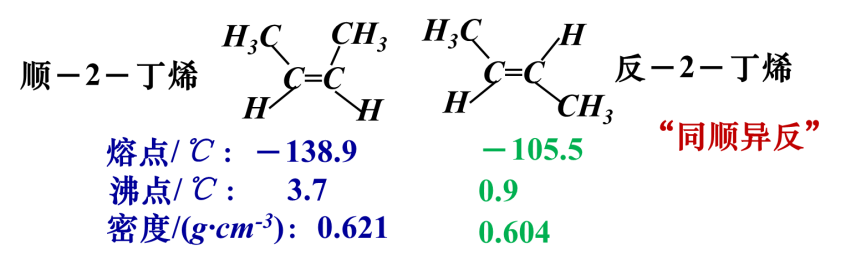 顺－2－丁烯
H₃C CH₃
C=C
H H
H₃C H
C=C
H CH₃
反－2－丁烯
“同顺异反”
熔点/℃：－138.9 －105.5
沸点/℃： 3.7 0.9
密度/(g·cm⁻³)：0.621 0.604